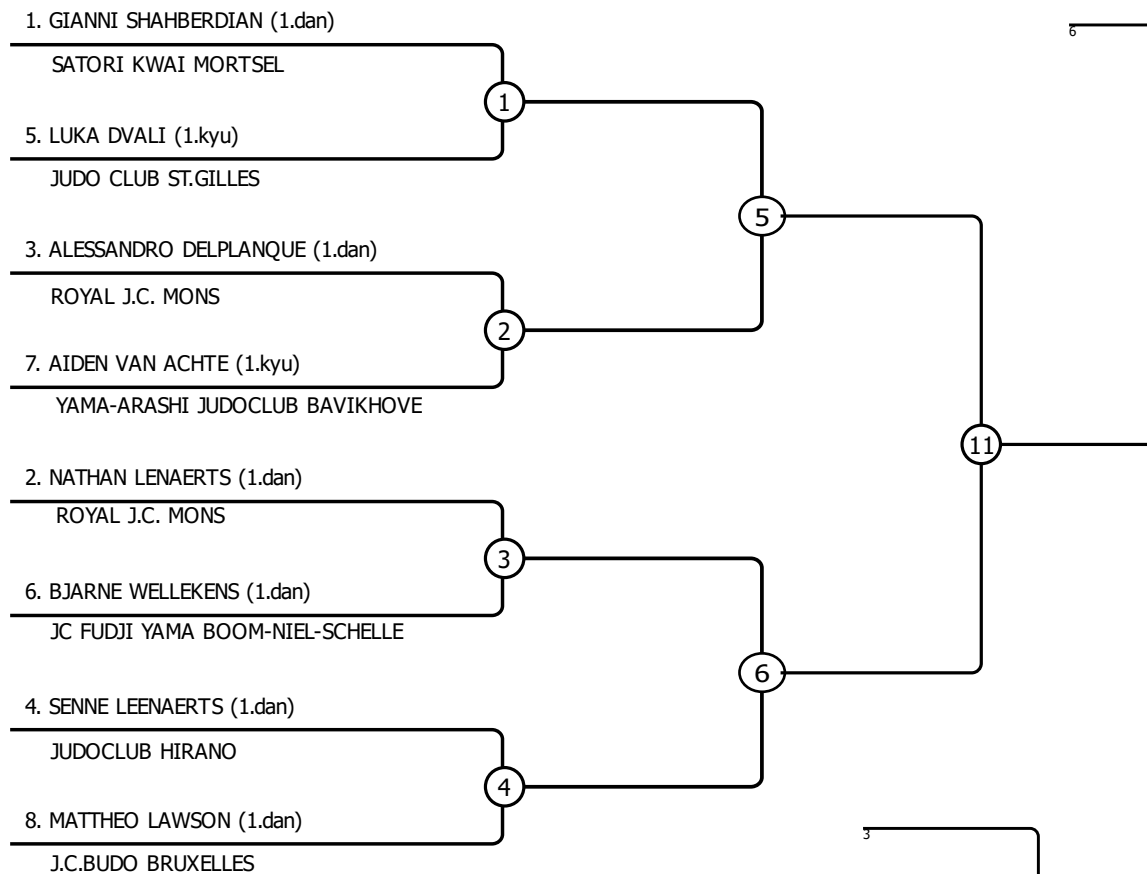 1. GIANNI SHAHBERDIAN (1.dan)
6
SATORI KWAI MORTSEL
1
5. LUKA DVALI (1.kyu)
JUDO CLUB ST.GILLES
5
3. ALESSANDRO DELPLANQUE (1.dan)
ROYAL J.C. MONS
2
7. AIDEN VAN ACHTE (1.kyu)
YAMA-ARASHI JUDOCLUB BAVIKHOVE
11
2. NATHAN LENAERTS (1.dan)
ROYAL J.C. MONS
3
6. BJARNE WELLEKENS (1.dan)
JC FUDJI YAMA BOOM-NIEL-SCHELLE
6
4. SENNE LEENAERTS (1.dan)
JUDOCLUB HIRANO
4
8. MATTHEO LAWSON (1.dan)
3
J.C.BUDO BRUXELLES